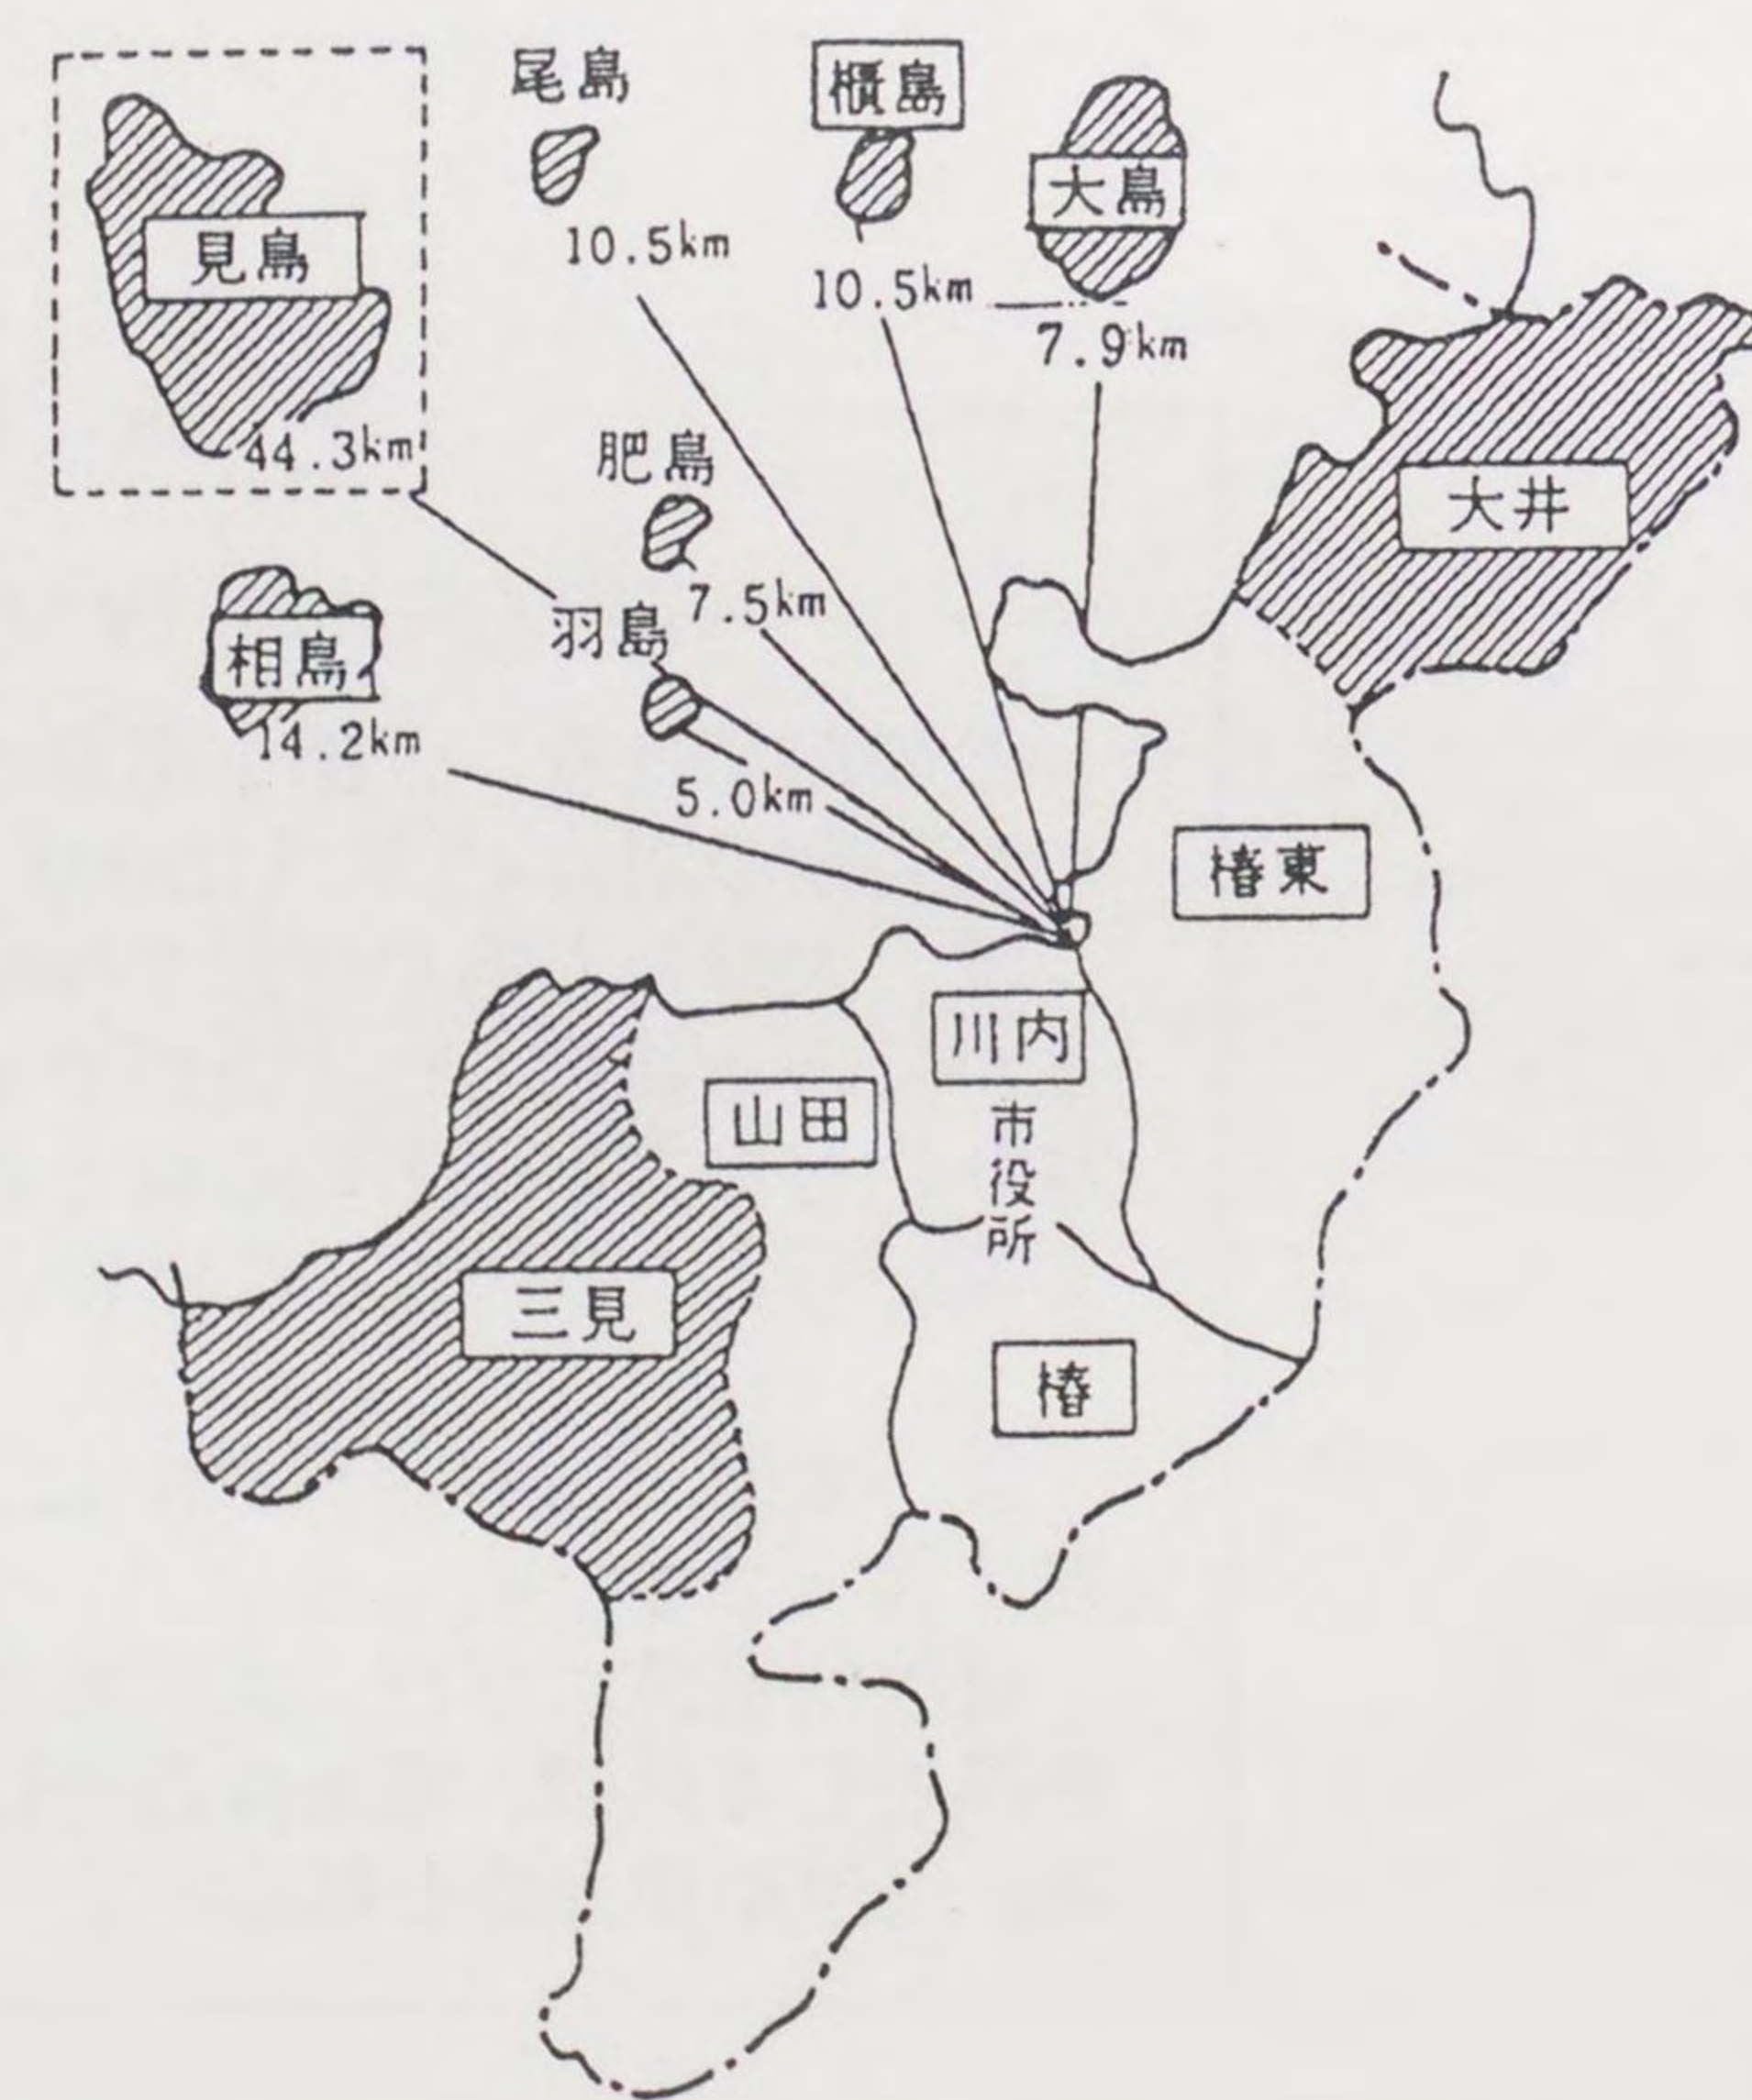 尾島
櫃島
大島
見島
10.5km
10.5km
7.9km
44.3km
肥島
大井
7.5km
羽島
相島
14.2km
5.0km
椿東
川内
山田
市役所
三見
椿